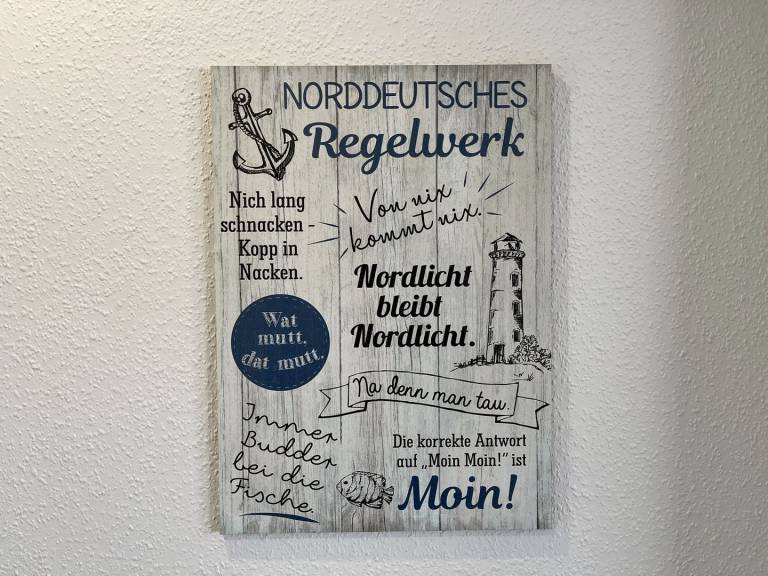 NORDDEUTSCHES
Regelwerk
Nich lang
schnacken -
Kopp in
Nacken.
Von nix
kommt nix.
Nordlicht
bleibt
Nordlicht.
Wat
mutt,
dat mutt.
Na denn man tau.
Immer
Budder
bei die
Fische.
Die korrekte Antwort
auf „Moin Moin!“ ist
Moin!